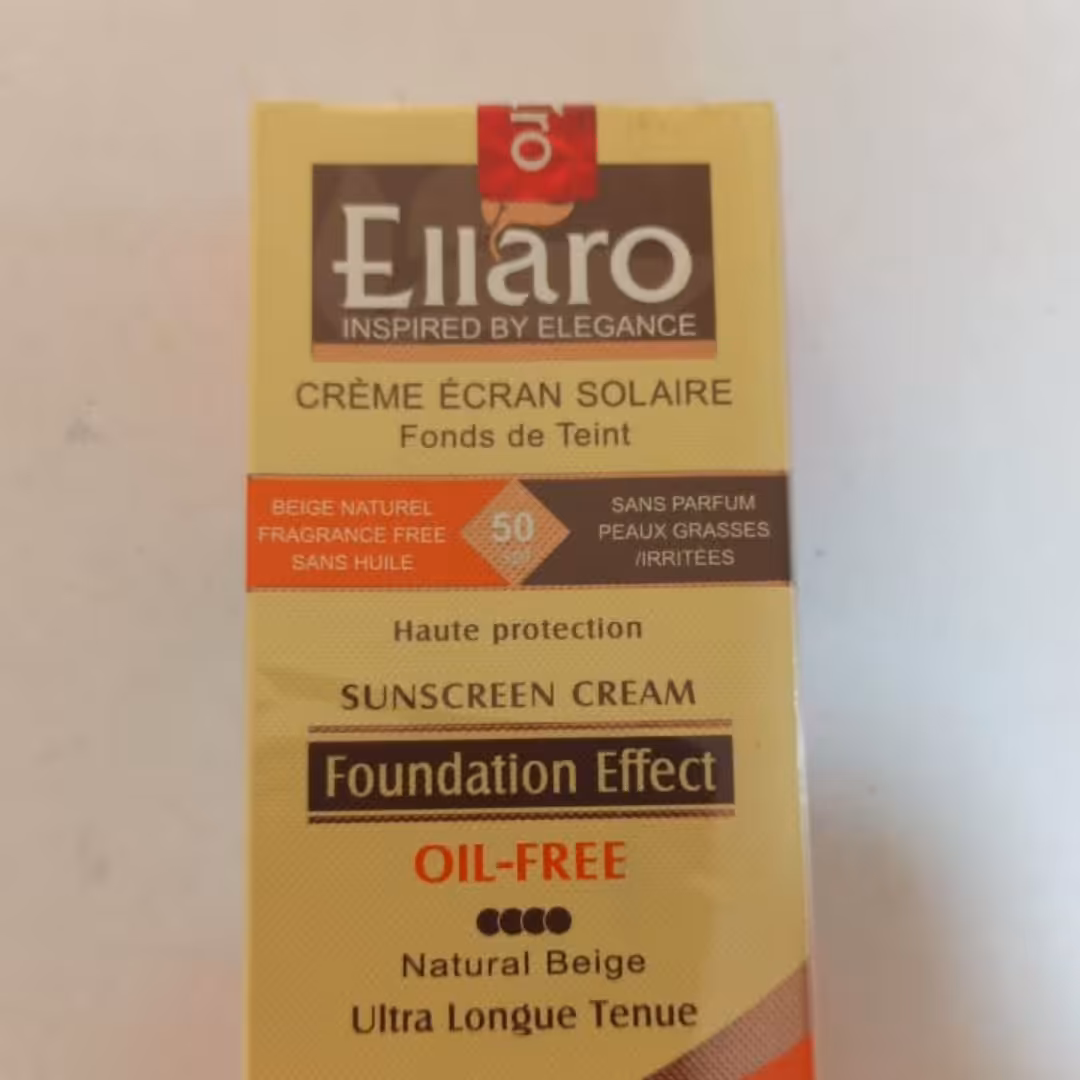 ro
Ellaro
INSPIRED BY ELEGANCE
CRÈME ÉCRAN SOLAIRE
Fonds de Teint
BEIGE NATUREL
FRAGRANCE FREE
SANS HUILE
50
SANS PARFUM
PEAUX GRASSES
/IRRITÉES
Haute protection
SUNSCREEN CREAM
Foundation Effect
OIL-FREE
Natural Beige
Ultra Longue Tenue